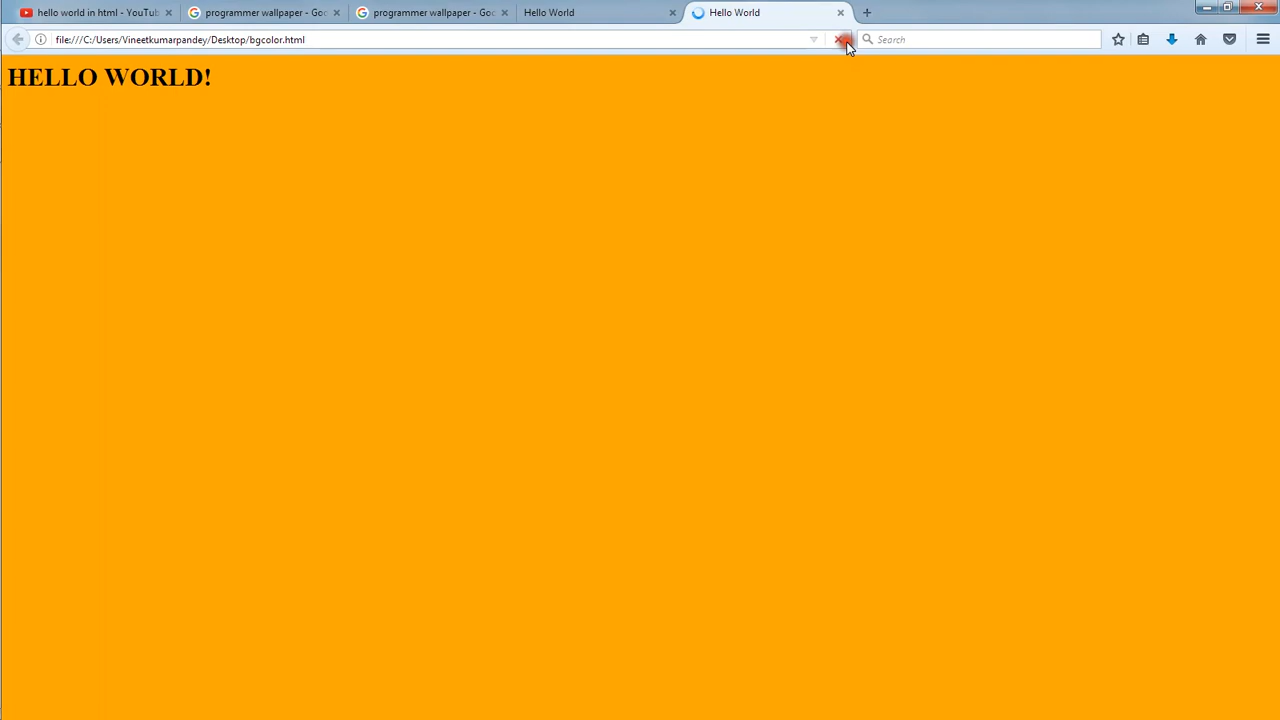 hello world in html - YouTub
programmer wallpaper - Goo
programmer wallpaper - Goo
Hello World
Hello World
file:///C:/Users/Vineetkumarpandey/Desktop/bgcolor.html
Search
HELLO WORLD!